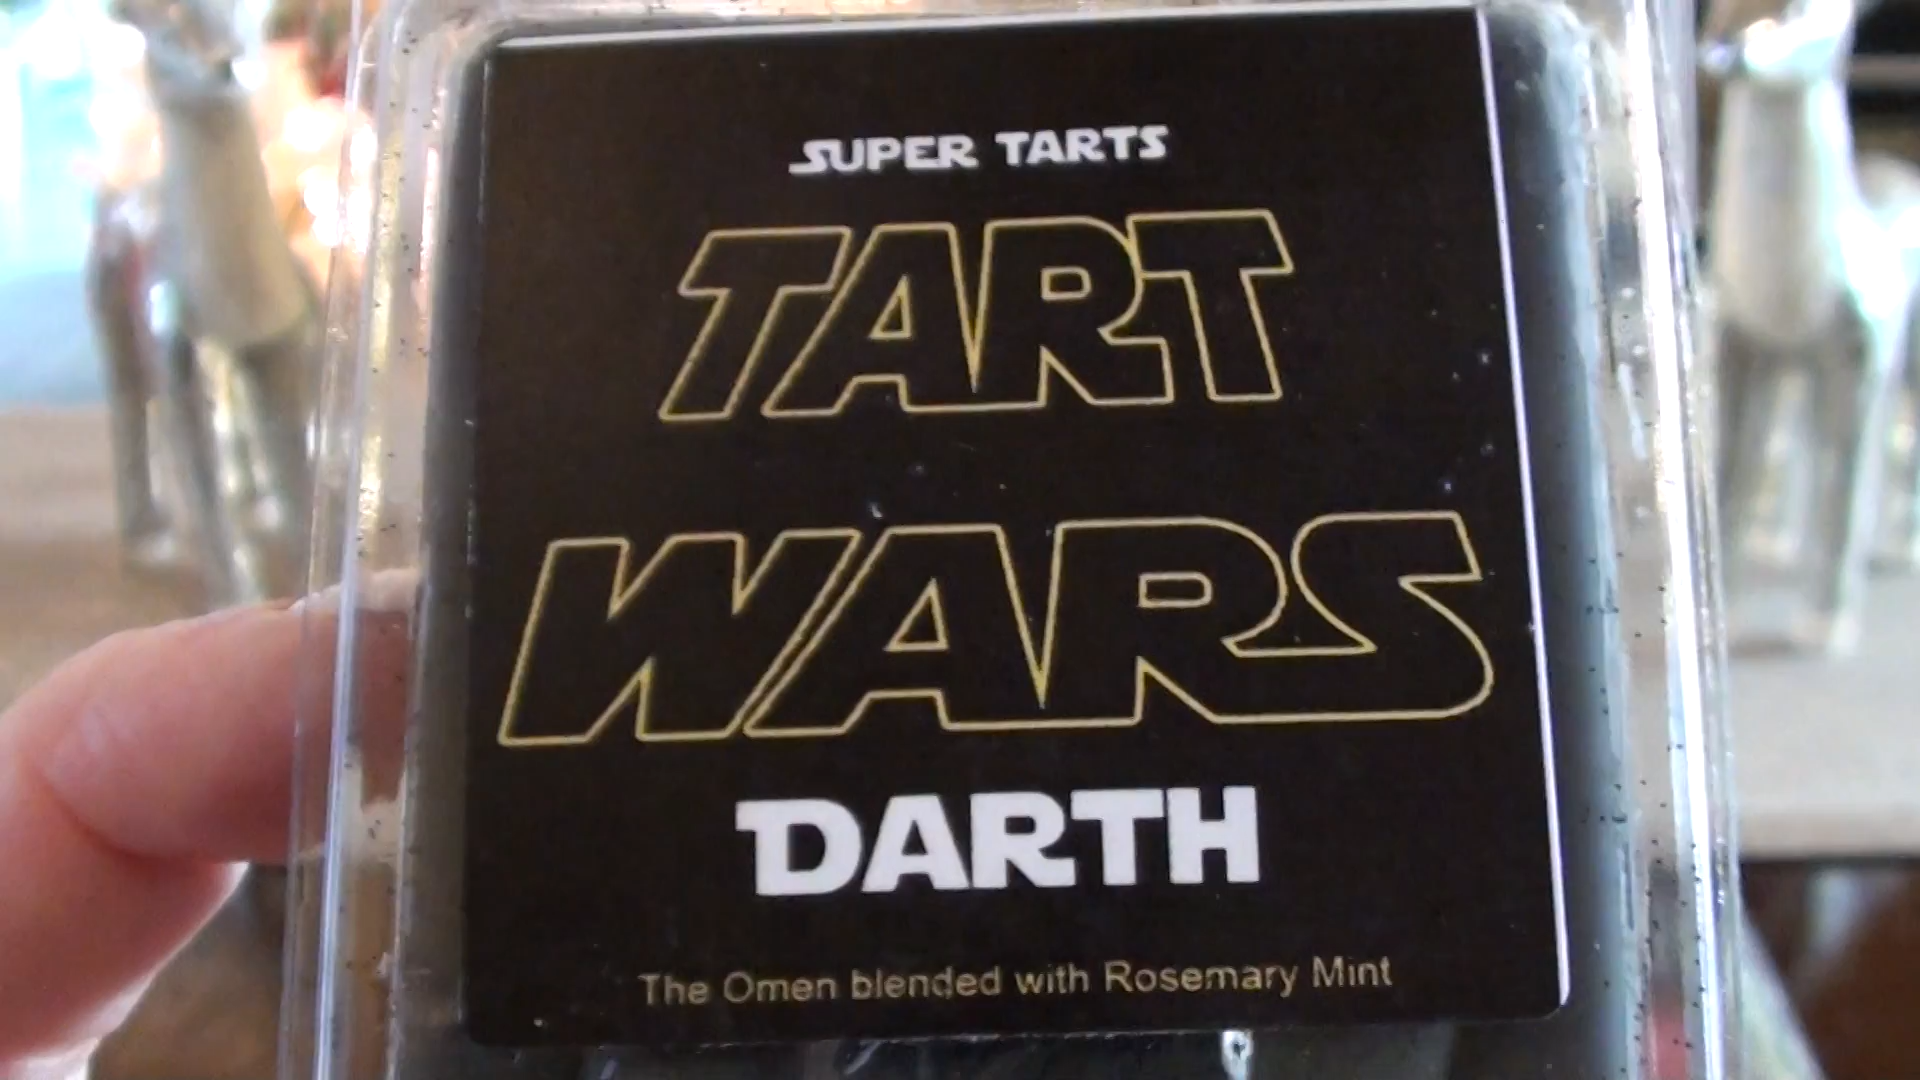 SUPER TARTS
TART
WARS
DARTH
The Omen blended with Rosemary Mint